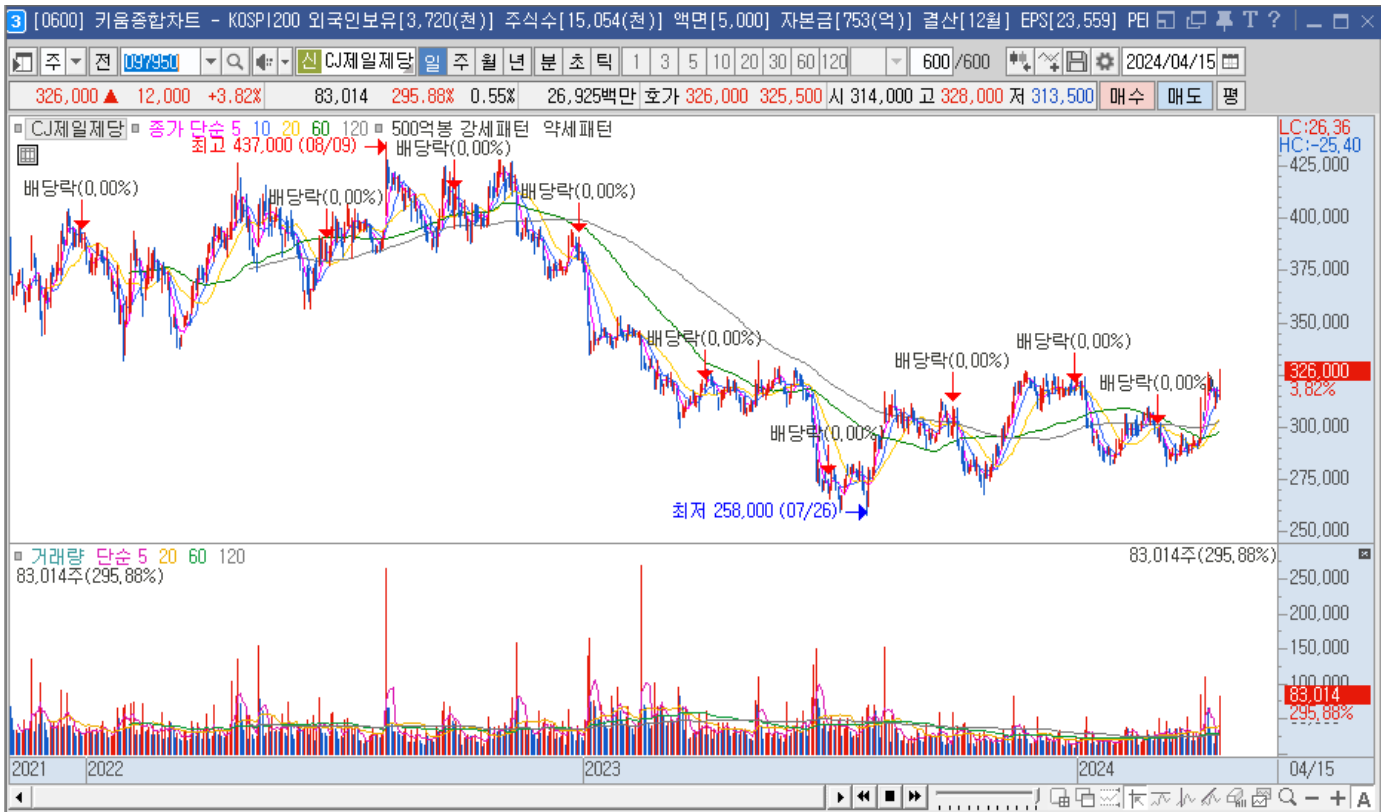 3 [0600] 키움종합차트 - KOSPI200 외국인보유[3,720(천)] 주식수[15,054(천)] 액면[5,000] 자본금[753(억)] 결산[12월] EPS[23,559] PEI T ?
주 전 097950 신 CJ제일제당 일 주 월 년 분 초 틱 1 3 5 10 20 30 60 120 600 /600 2024/04/15
326,000 ▲ 12,000 +3.82% 83,014 295.88% 0.55% 26,925백만 호가 326,000 325,500 시 314,000 고 328,000 저 313,500 매수 매도 평
CJ제일제당 종가 단순 5 10 20 60 120 500억봉 강세패턴 약세패턴
LC:26.36
HC:-25.40
최고 437,000 (08/09)
배당락(0,00%)
배당락(0,00%)
배당락(0,00%)
배당락(0,00%)
배당락(0,00%)
배당락(0,00%)
배당락(0,00%)
배당락(0,00%)
배당락(0,00%)
최저 258,000 (07/26)
425,000
400,000
375,000
350,000
326,000
3,82%
300,000
275,000
250,000
거래량 단순 5 20 60 120
83,014주(295,88%)
83,014주(295,88%)
250,000
200,000
150,000
100,000
83,014
295,88%
2021 2022 2023 2024 04/15
A